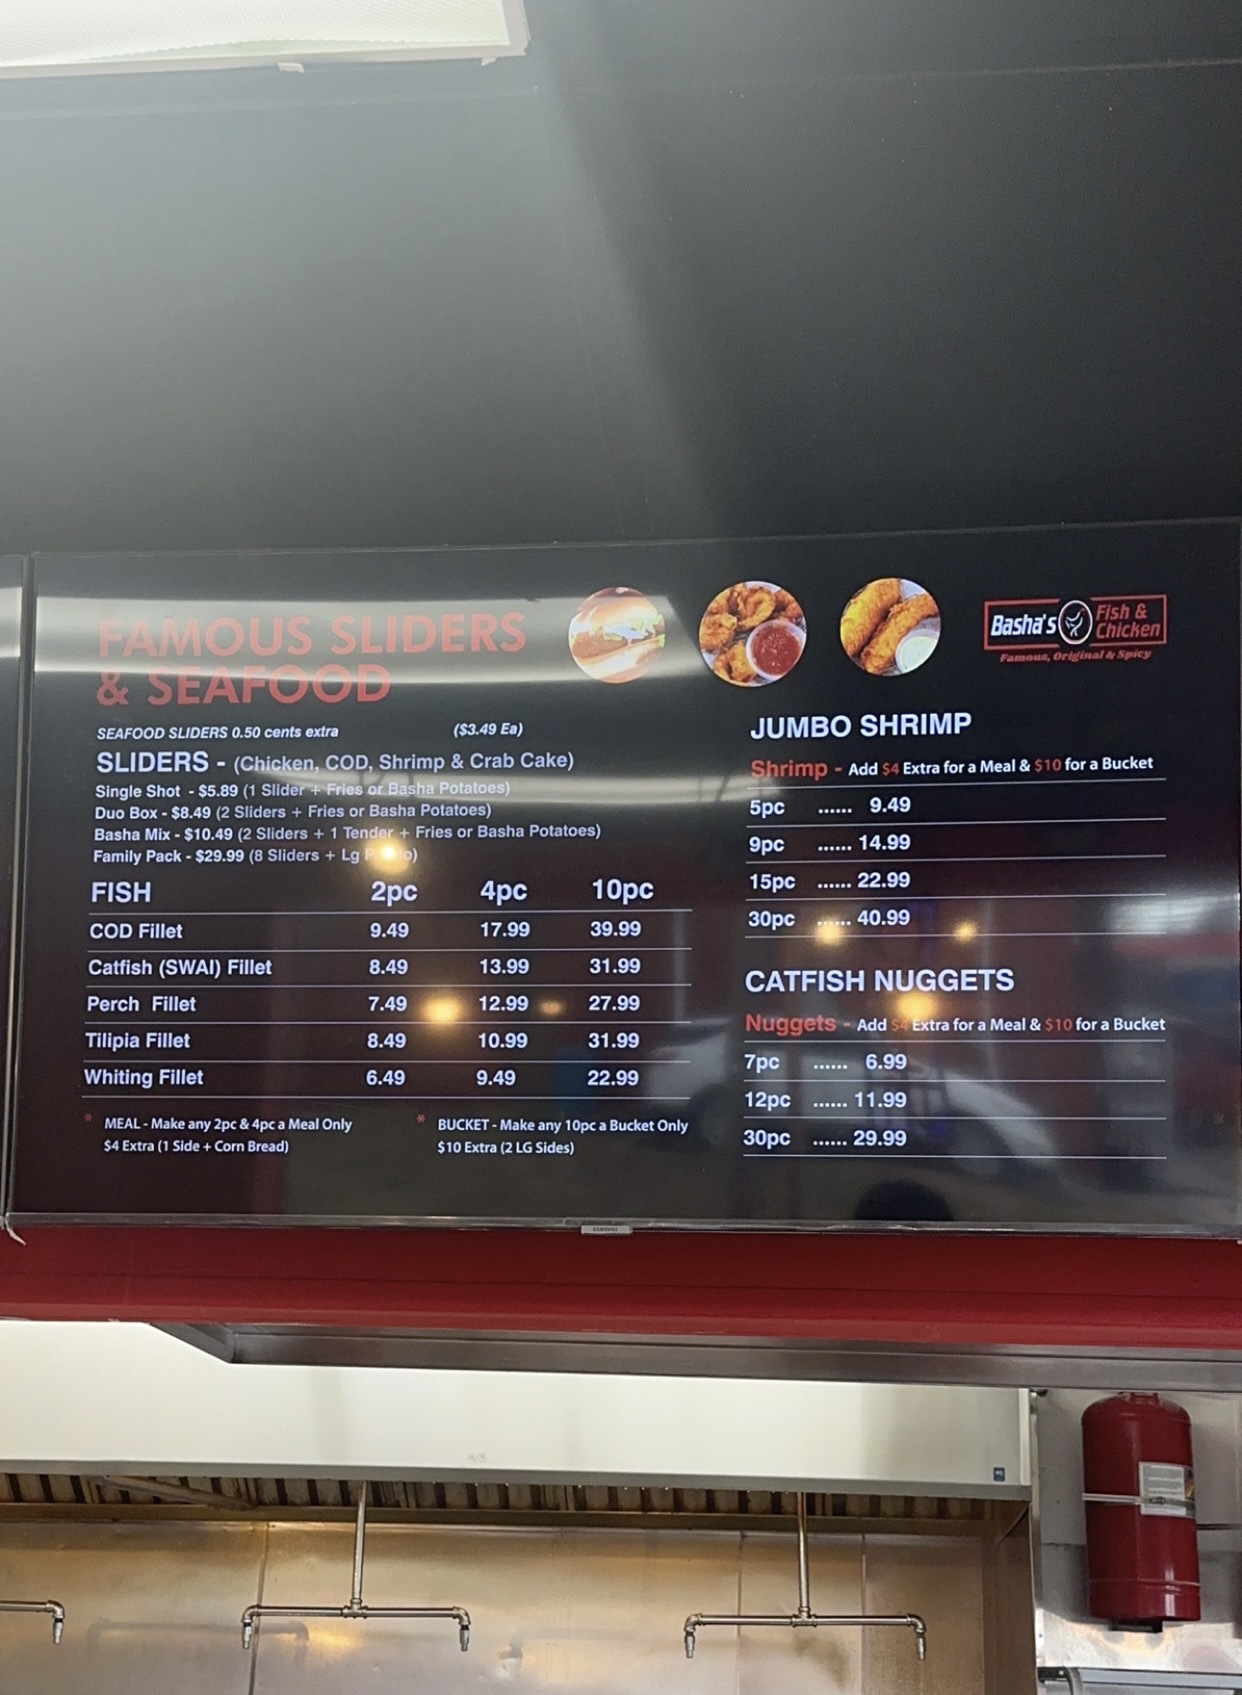 FAMOUS SLIDERS
& SEAFOOD
Basha's Fish &
Chicken
Famous, Original & Spicy
SEAFOOD SLIDERS 0.50 cents extra ($3.49 Ea)
SLIDERS - (Chicken, COD, Shrimp & Crab Cake)
Single Shot - $5.89 (1 Slider + Fries or Basha Potatoes)
Duo Box - $8.49 (2 Sliders + Fries or Basha Potatoes)
Basha Mix - $10.49 (2 Sliders + 1 Tender + Fries or Basha Potatoes)
Family Pack - $29.99 (8 Sliders + Lg
FISH 2pc 4pc 10pc
COD Fillet 9.49 17.99 39.99
Catfish (SWAI) Fillet 8.49 13.99 31.99
Perch Fillet 7.49 12.99 27.99
Tilipia Fillet 8.49 10.99 31.99
Whiting Fillet 6.49 9.49 22.99
* MEAL - Make any 2pc & 4pc a Meal Only
$4 Extra (1 Side + Corn Bread)
* BUCKET - Make any 10pc a Bucket Only
$10 Extra (2 LG Sides)
JUMBO SHRIMP
Shrimp - Add $4 Extra for a Meal & $10 for a Bucket
5pc ...... 9.49
9pc ...... 14.99
15pc ...... 22.99
30pc ...... 40.99
CATFISH NUGGETS
Nuggets - Add $4 Extra for a Meal & $10 for a Bucket
7pc ...... 6.99
12pc ...... 11.99
30pc ...... 29.99
SAMSUNG